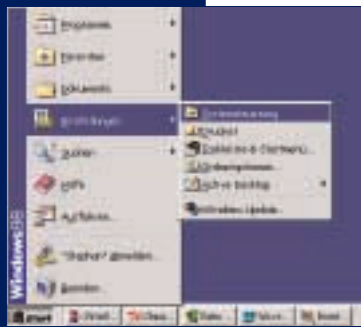 Programme
Favoriten
Dokumente
Einstellungen
Suchen
Hilfe
Ausführen...
"Stephan" abmelden...
Beenden...
Systemsteuerung
Drucker
Taskleiste & Startmenü...
Ordneroptionen...
Active Desktop
Windows Update...
Windows98
Start